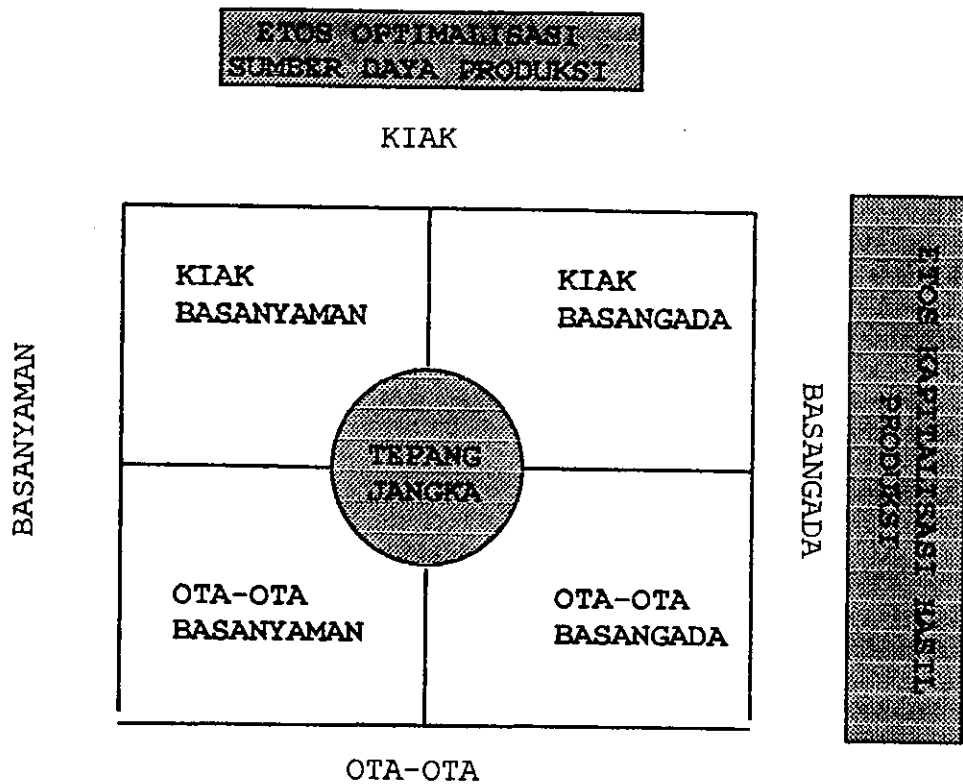 ETOS OPTIMALISASI
SUMBER DAYA PRODUKSI
KIAK
KIAK
BASANYAMAN
KIAK
BASANGADA
BASANYAMAN
TEPANG
JANGKA
BASANGADA
ETOS KAPITALISASI HASIL
PRODUKSI
OTA-OTA
BASANYAMAN
OTA-OTA
BASANGADA
OTA-OTA